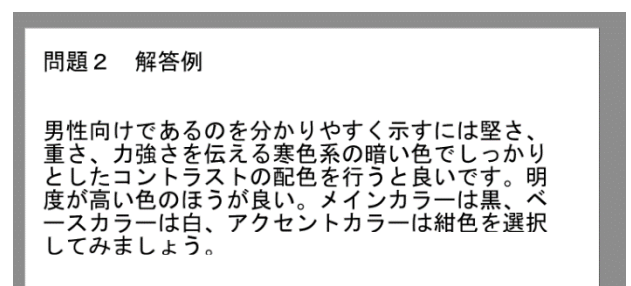 問題２　解答例
男性向けであるのを分かりやすく示すには堅さ、
重さ、力強さを伝える寒色系の暗い色でしっかり
としたコントラストの配色を行うと良いです。明
度が高い色のほうが良い。メインカラーは黒、ベ
ースカラーは白、アクセントカラーは紺色を選択
してみましょう。